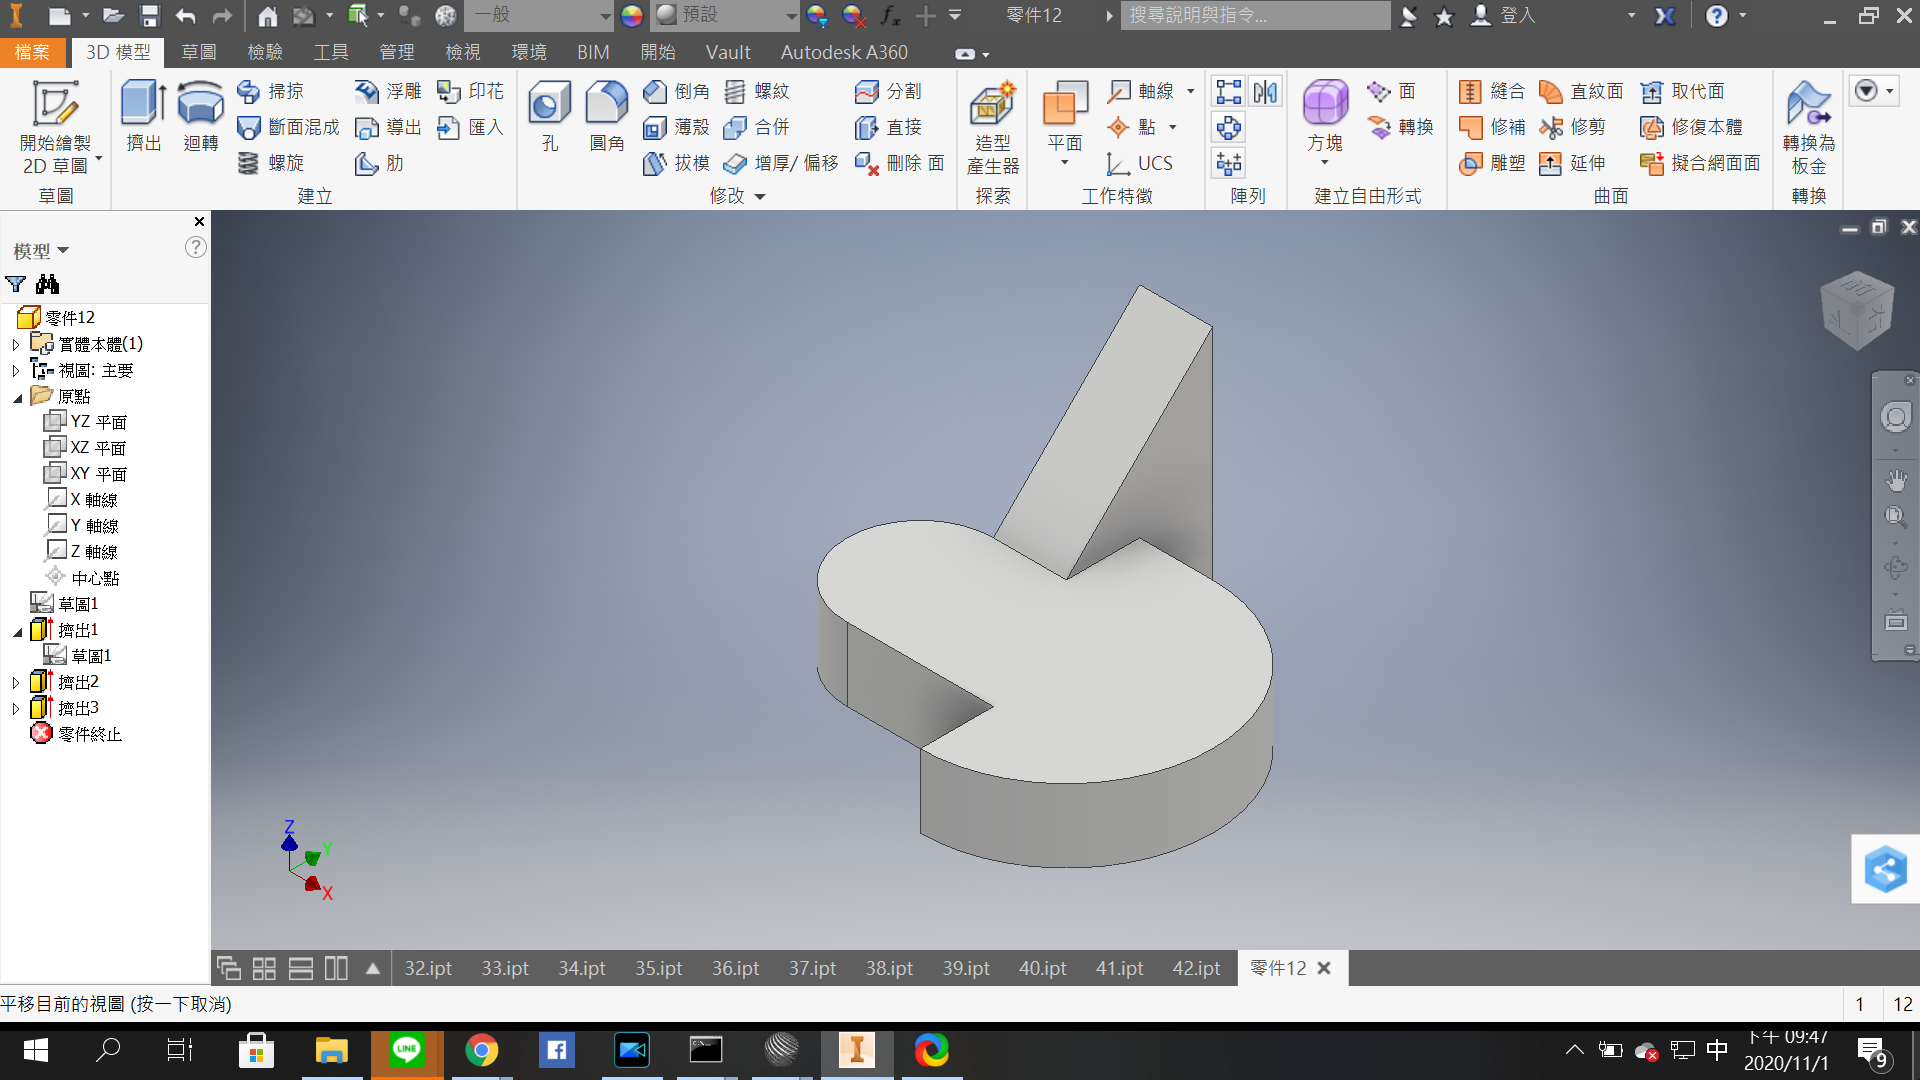 一般
預設
fx
零件12
搜尋說明與指令...
登入
檔案
3D 模型
草圖
檢驗
工具
管理
檢視
環境
BIM
開始
Vault
Autodesk A360
開始繪製
2D 草圖
擠出
迴轉
掃掠
斷面混成
螺旋
浮雕
導出
肋
印花
匯入
孔
圓角
倒角
薄殼
拔模
螺紋
合併
增厚/ 偏移
分割
直接
刪除 面
造型
產生器
平面
軸線
點
UCS
方塊
面
轉換
縫合
修補
雕塑
直紋面
修剪
延伸
取代面
修復本體
擬合網面面
轉換為
板金
草圖
建立
修改
探索
工作特徵
陣列
建立自由形式
曲面
轉換
模型
零件12
實體本體(1)
視圖: 主要
原點
YZ 平面
XZ 平面
XY 平面
X 軸線
Y 軸線
Z 軸線
中心點
草圖1
擠出1
草圖1
擠出2
擠出3
零件終止
Z
Y
X
32.ipt
33.ipt
34.ipt
35.ipt
36.ipt
37.ipt
38.ipt
39.ipt
40.ipt
41.ipt
42.ipt
零件12
平移目前的視圖 (按一下取消)
1
12
LINE
中
下午 09:47
2020/11/1
9